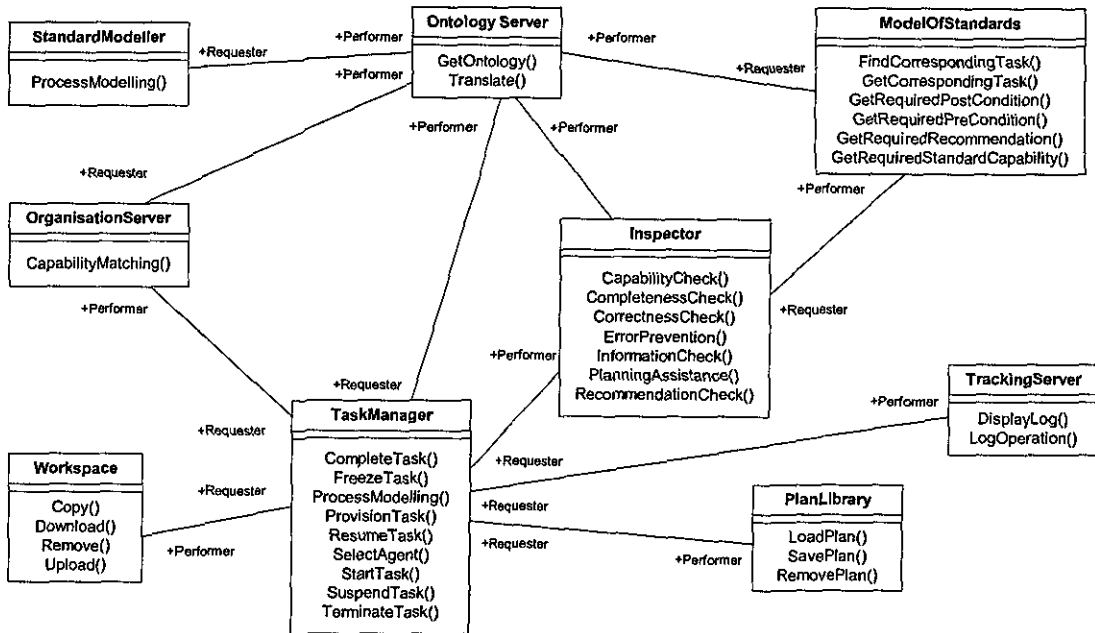 StandardModeller
ProcessModelling()
+Requester
+Performer
Ontology Server
GetOntology()
Translate()
+Performer
+Performer
+Performer
+Performer
+Requester
ModelOfStandards
FindCorrespondingTask()
GetCorrespondingTask()
GetRequiredPostCondition()
GetRequiredPreCondition()
GetRequiredRecommendation()
GetRequiredStandardCapability()
+Performer
+Requester
OrganisationServer
CapabilityMatching()
+Performer
Inspector
CapabilityCheck()
CompletenessCheck()
CorrectnessCheck()
ErrorPrevention()
InformationCheck()
PlanningAssistance()
RecommendationCheck()
+Requester
+Performer
+Requester
+Requester
TaskManager
CompleteTask()
FreezeTask()
ProcessModelling()
ProvisionTask()
ResumeTask()
SelectAgent()
StartTask()
SuspendTask()
TerminateTask()
+Requester
+Requester
+Requester
+Requester
TrackingServer
DisplayLog()
LogOperation()
+Performer
Workspace
Copy()
Download()
Remove()
Upload()
+Performer
PlanLibrary
LoadPlan()
SavePlan()
RemovePlan()
+Performer